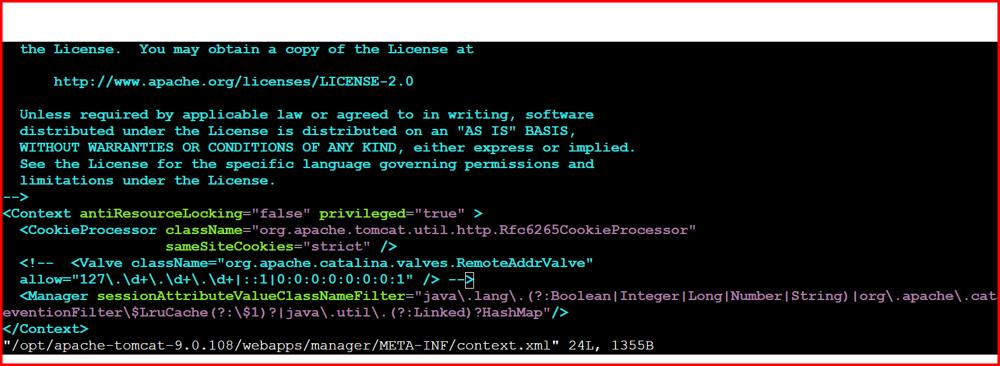 the License.  You may obtain a copy of the License at
http://www.apache.org/licenses/LICENSE-2.0
Unless required by applicable law or agreed to in writing, software
distributed under the License is distributed on an "AS IS" BASIS,
WITHOUT WARRANTIES OR CONDITIONS OF ANY KIND, either express or implied.
See the License for the specific language governing permissions and
limitations under the License.
-->
<Context antiResourceLocking="false" privileged="true" >
<CookieProcessor className="org.apache.tomcat.util.http.Rfc6265CookieProcessor"
sameSiteCookies="strict" />
<!--  <Valve className="org.apache.catalina.valves.RemoteAddrValve"
allow="127\.\d+\.\d+\.\d+|::1|0:0:0:0:0:0:0:1" /> -->
<Manager sessionAttributeValueClassNameFilter="java\.lang\.(?:Boolean|Integer|Long|Number|String)|org\.apache\.cat
eventionFilter\$LruCache(?:\$1)?|java\.util\.(?:Linked)?HashMap"/>
</Context>
"/opt/apache-tomcat-9.0.108/webapps/manager/META-INF/context.xml" 24L, 1355B